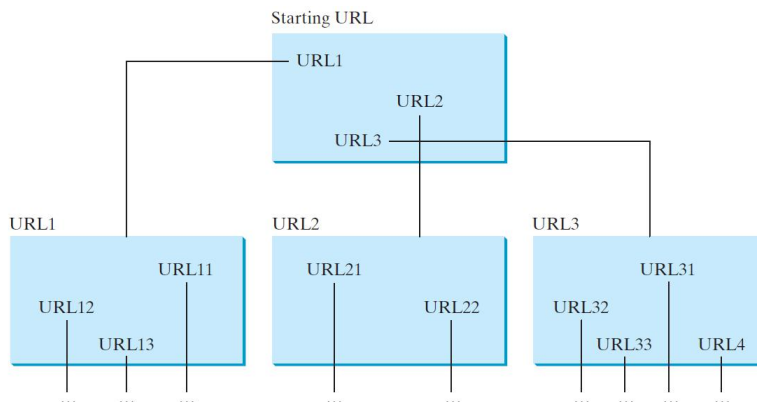 Starting URL
URL1
URL2
URL3
URL1
URL2
URL3
URL11
URL12
URL13
URL21
URL22
URL31
URL32
URL33
URL4
... ... ... ... ... ... ... ... ...